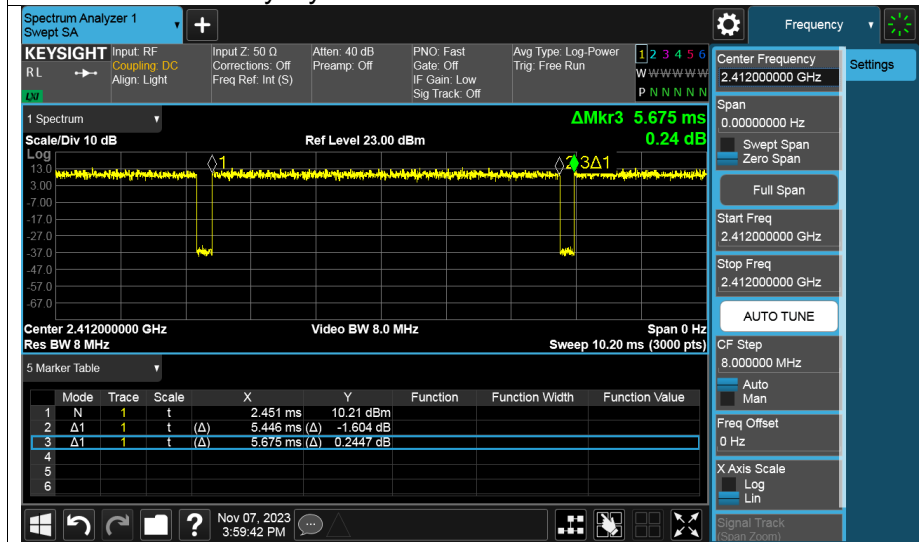 Spectrum Analyzer 1
Swept SA
+
Frequency
KEYSIGHT
Input: RF
Input Z: 50 Ω
Atten: 40 dB
PNO: Fast
Avg Type: Log-Power
1 2 3 4 5 6
R L
Coupling: DC
Corrections: Off
Preamp: Off
Gate: Off
Trig: Free Run
W W W W W W
Align: Light
Freq Ref: Int (S)
IF Gain: Low
P N N N N N
LXI
Sig Track: Off
Center Frequency
2.412000000 GHz
Settings
1 Spectrum
ΔMkr3 5.675 ms
Scale/Div 10 dB
Ref Level 23.00 dBm
0.24 dB
Log
13.0
3.00
-7.00
-17.0
-27.0
-37.0
-47.0
-57.0
-67.0
1
2 3Δ1
Center 2.412000000 GHz
Video BW 8.0 MHz
Span 0 Hz
Res BW 8 MHz
Sweep 10.20 ms (3000 pts)
Span
0.00000000 Hz
Swept Span
Zero Span
Full Span
Start Freq
2.412000000 GHz
Stop Freq
2.412000000 GHz
AUTO TUNE
CF Step
8.000000 MHz
Auto
Man
Freq Offset
0 Hz
X Axis Scale
Log
Lin
Signal Track
(Span Zoom)
5 Marker Table
Mode Trace Scale X Y Function Function Width Function Value
1 N 1 t 2.451 ms 10.21 dBm
2 Δ1 1 t (Δ) 5.446 ms (Δ) -1.604 dB
3 Δ1 1 t (Δ) 5.675 ms (Δ) 0.2447 dB
4
5
6
?
Nov 07, 2023
3:59:42 PM